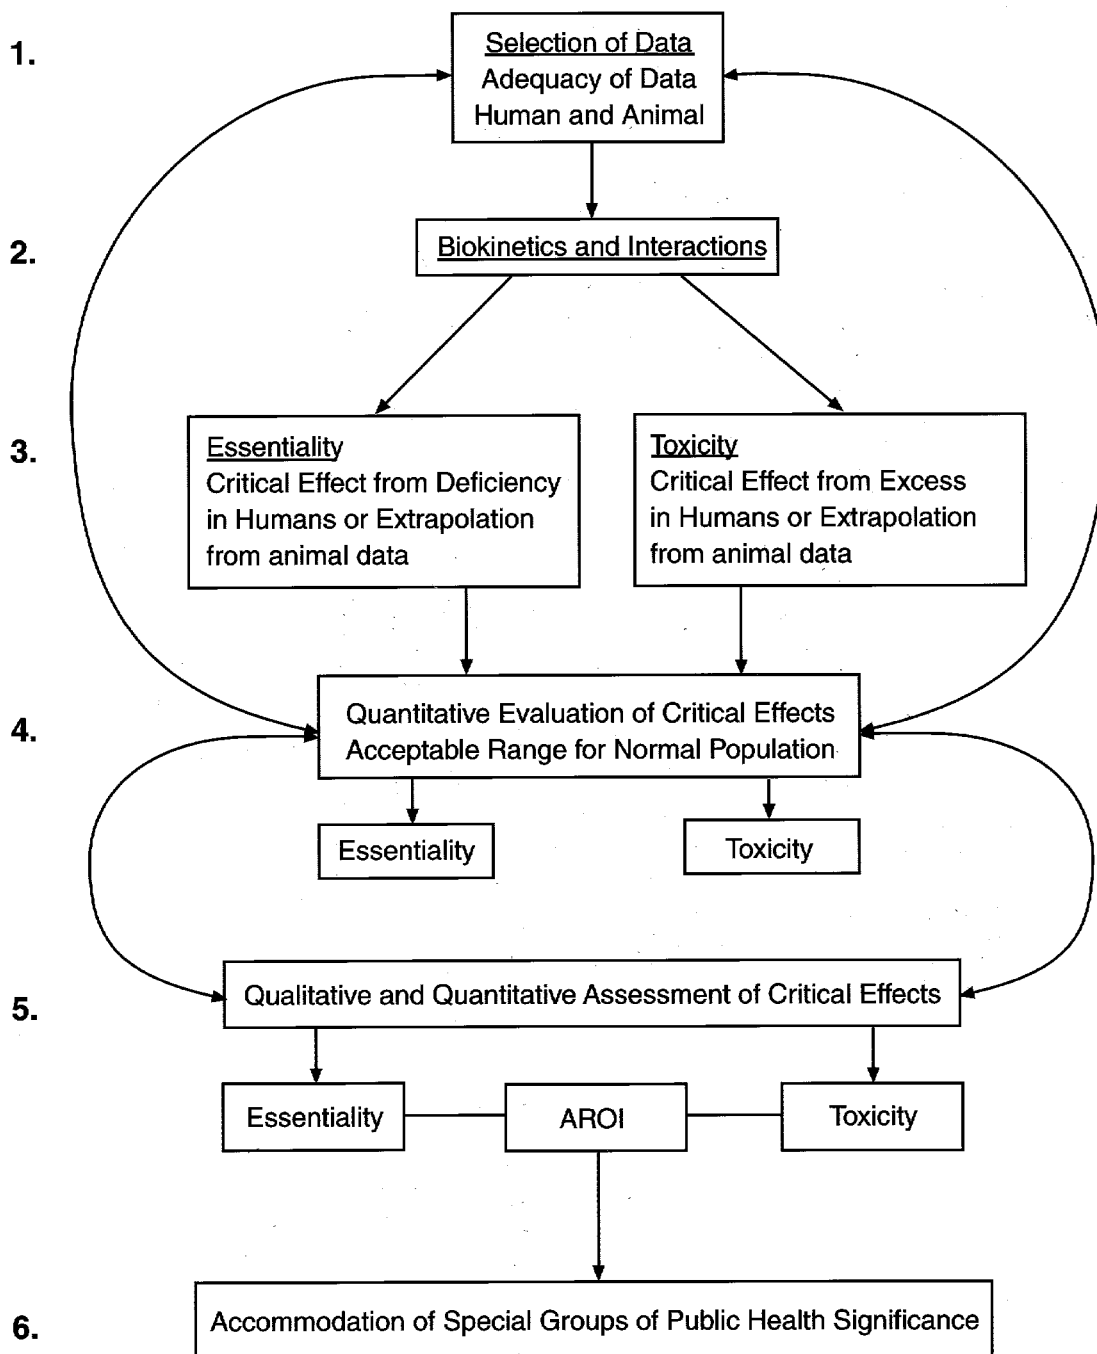 1.
Selection of Data
Adequacy of Data
Human and Animal
2.
Biokinetics and Interactions
3.
Essentiality
Critical Effect from Deficiency
in Humans or Extrapolation
from animal data
Toxicity
Critical Effect from Excess
in Humans or Extrapolation
from animal data
4.
Quantitative Evaluation of Critical Effects
Acceptable Range for Normal Population
Essentiality
Toxicity
5.
Qualitative and Quantitative Assessment of Critical Effects
Essentiality
AROI
Toxicity
6.
Accommodation of Special Groups of Public Health Significance